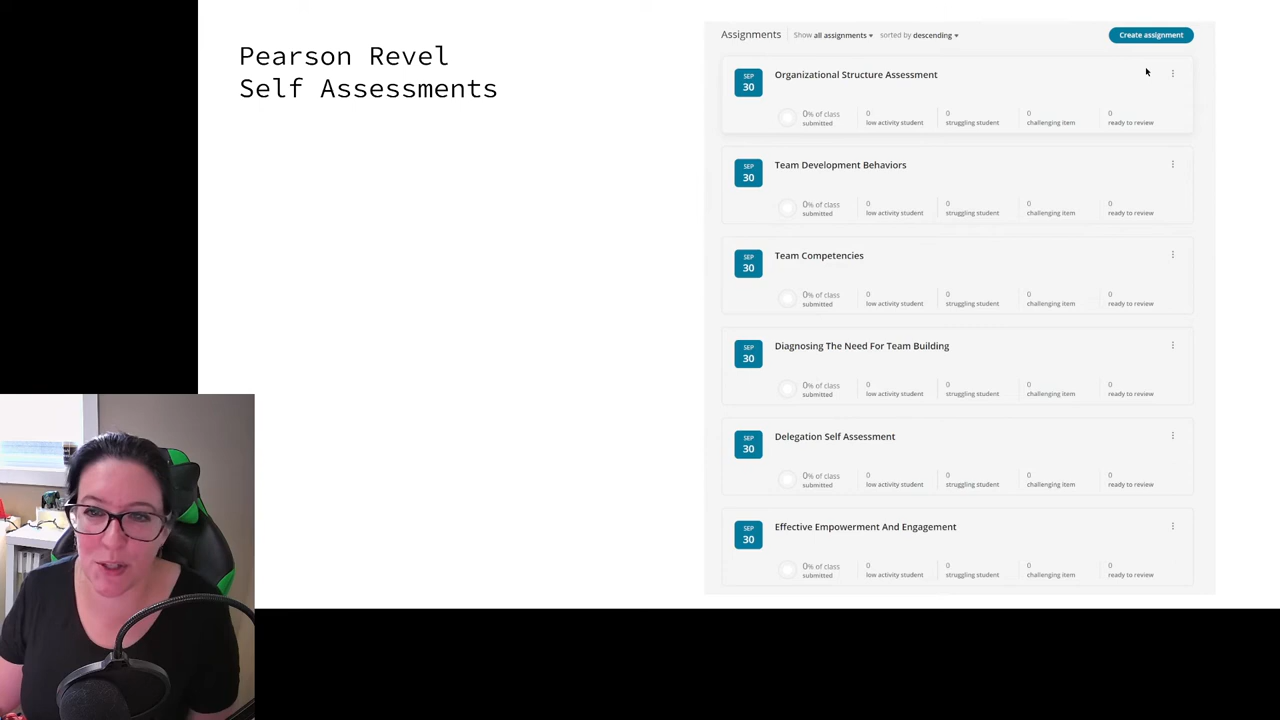 Pearson Revel
Self Assessments
Assignments Show all assignments sorted by descending Create assignment
SEP
30
Organizational Structure Assessment
0% of class submitted
0 low activity student
0 struggling student
0 challenging item
0 ready to review
SEP
30
Team Development Behaviors
0% of class submitted
0 low activity student
0 struggling student
0 challenging item
0 ready to review
SEP
30
Team Competencies
0% of class submitted
0 low activity student
0 struggling student
0 challenging item
0 ready to review
SEP
30
Diagnosing The Need For Team Building
0% of class submitted
0 low activity student
0 struggling student
0 challenging item
0 ready to review
SEP
30
Delegation Self Assessment
0% of class submitted
0 low activity student
0 struggling student
0 challenging item
0 ready to review
SEP
30
Effective Empowerment And Engagement
0% of class submitted
0 low activity student
0 struggling student
0 challenging item
0 ready to review